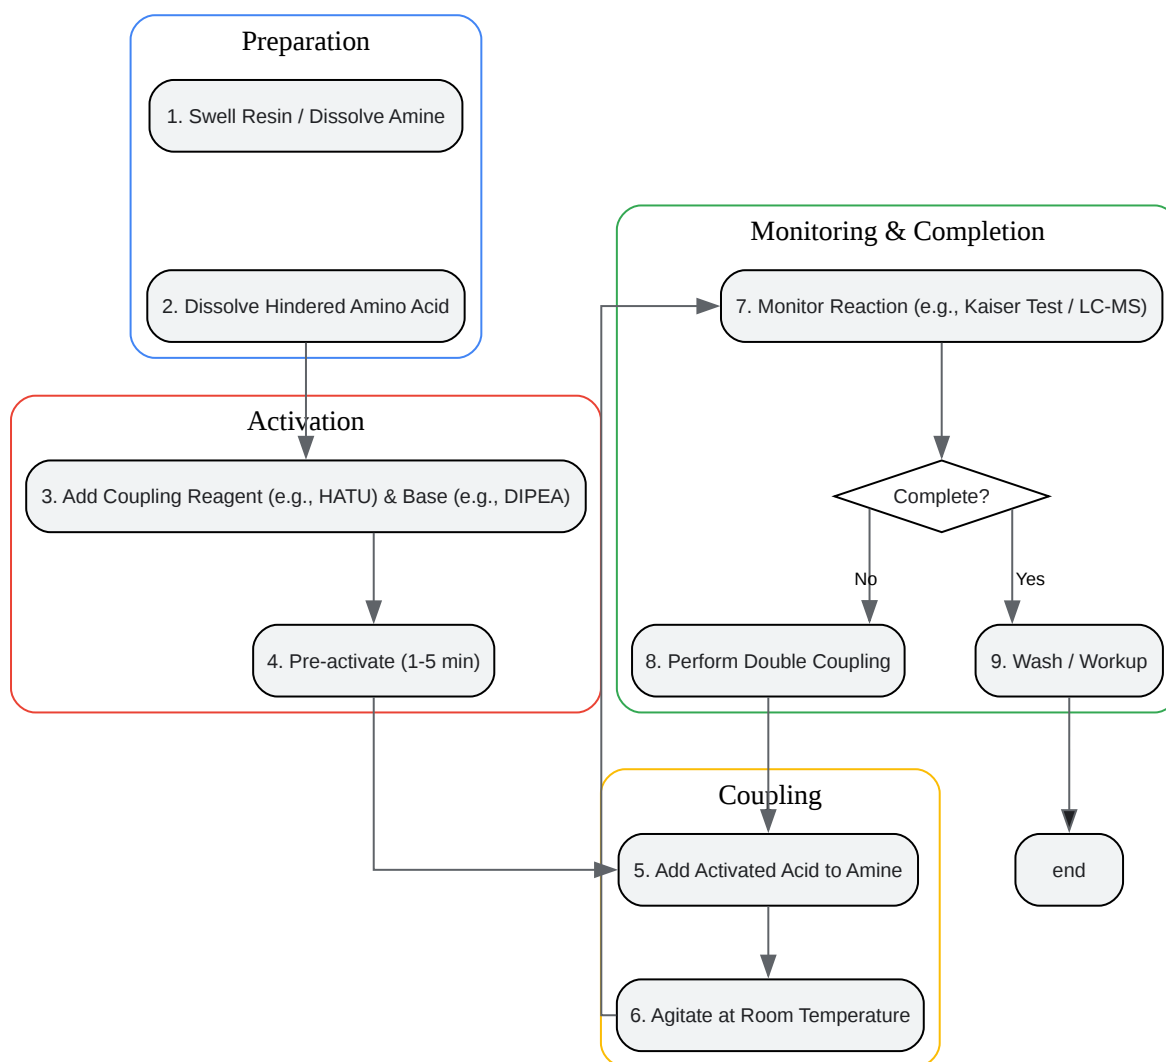 Preparation
1. Swell Resin / Dissolve Amine
2. Dissolve Hindered Amino Acid
Activation
3. Add Coupling Reagent (e.g., HATU) & Base (e.g., DIPEA)
4. Pre-activate (1-5 min)
Monitoring & Completion
7. Monitor Reaction (e.g., Kaiser Test / LC-MS)
Complete?
No
Yes
8. Perform Double Coupling
9. Wash / Workup
Coupling
5. Add Activated Acid to Amine
end
6. Agitate at Room Temperature